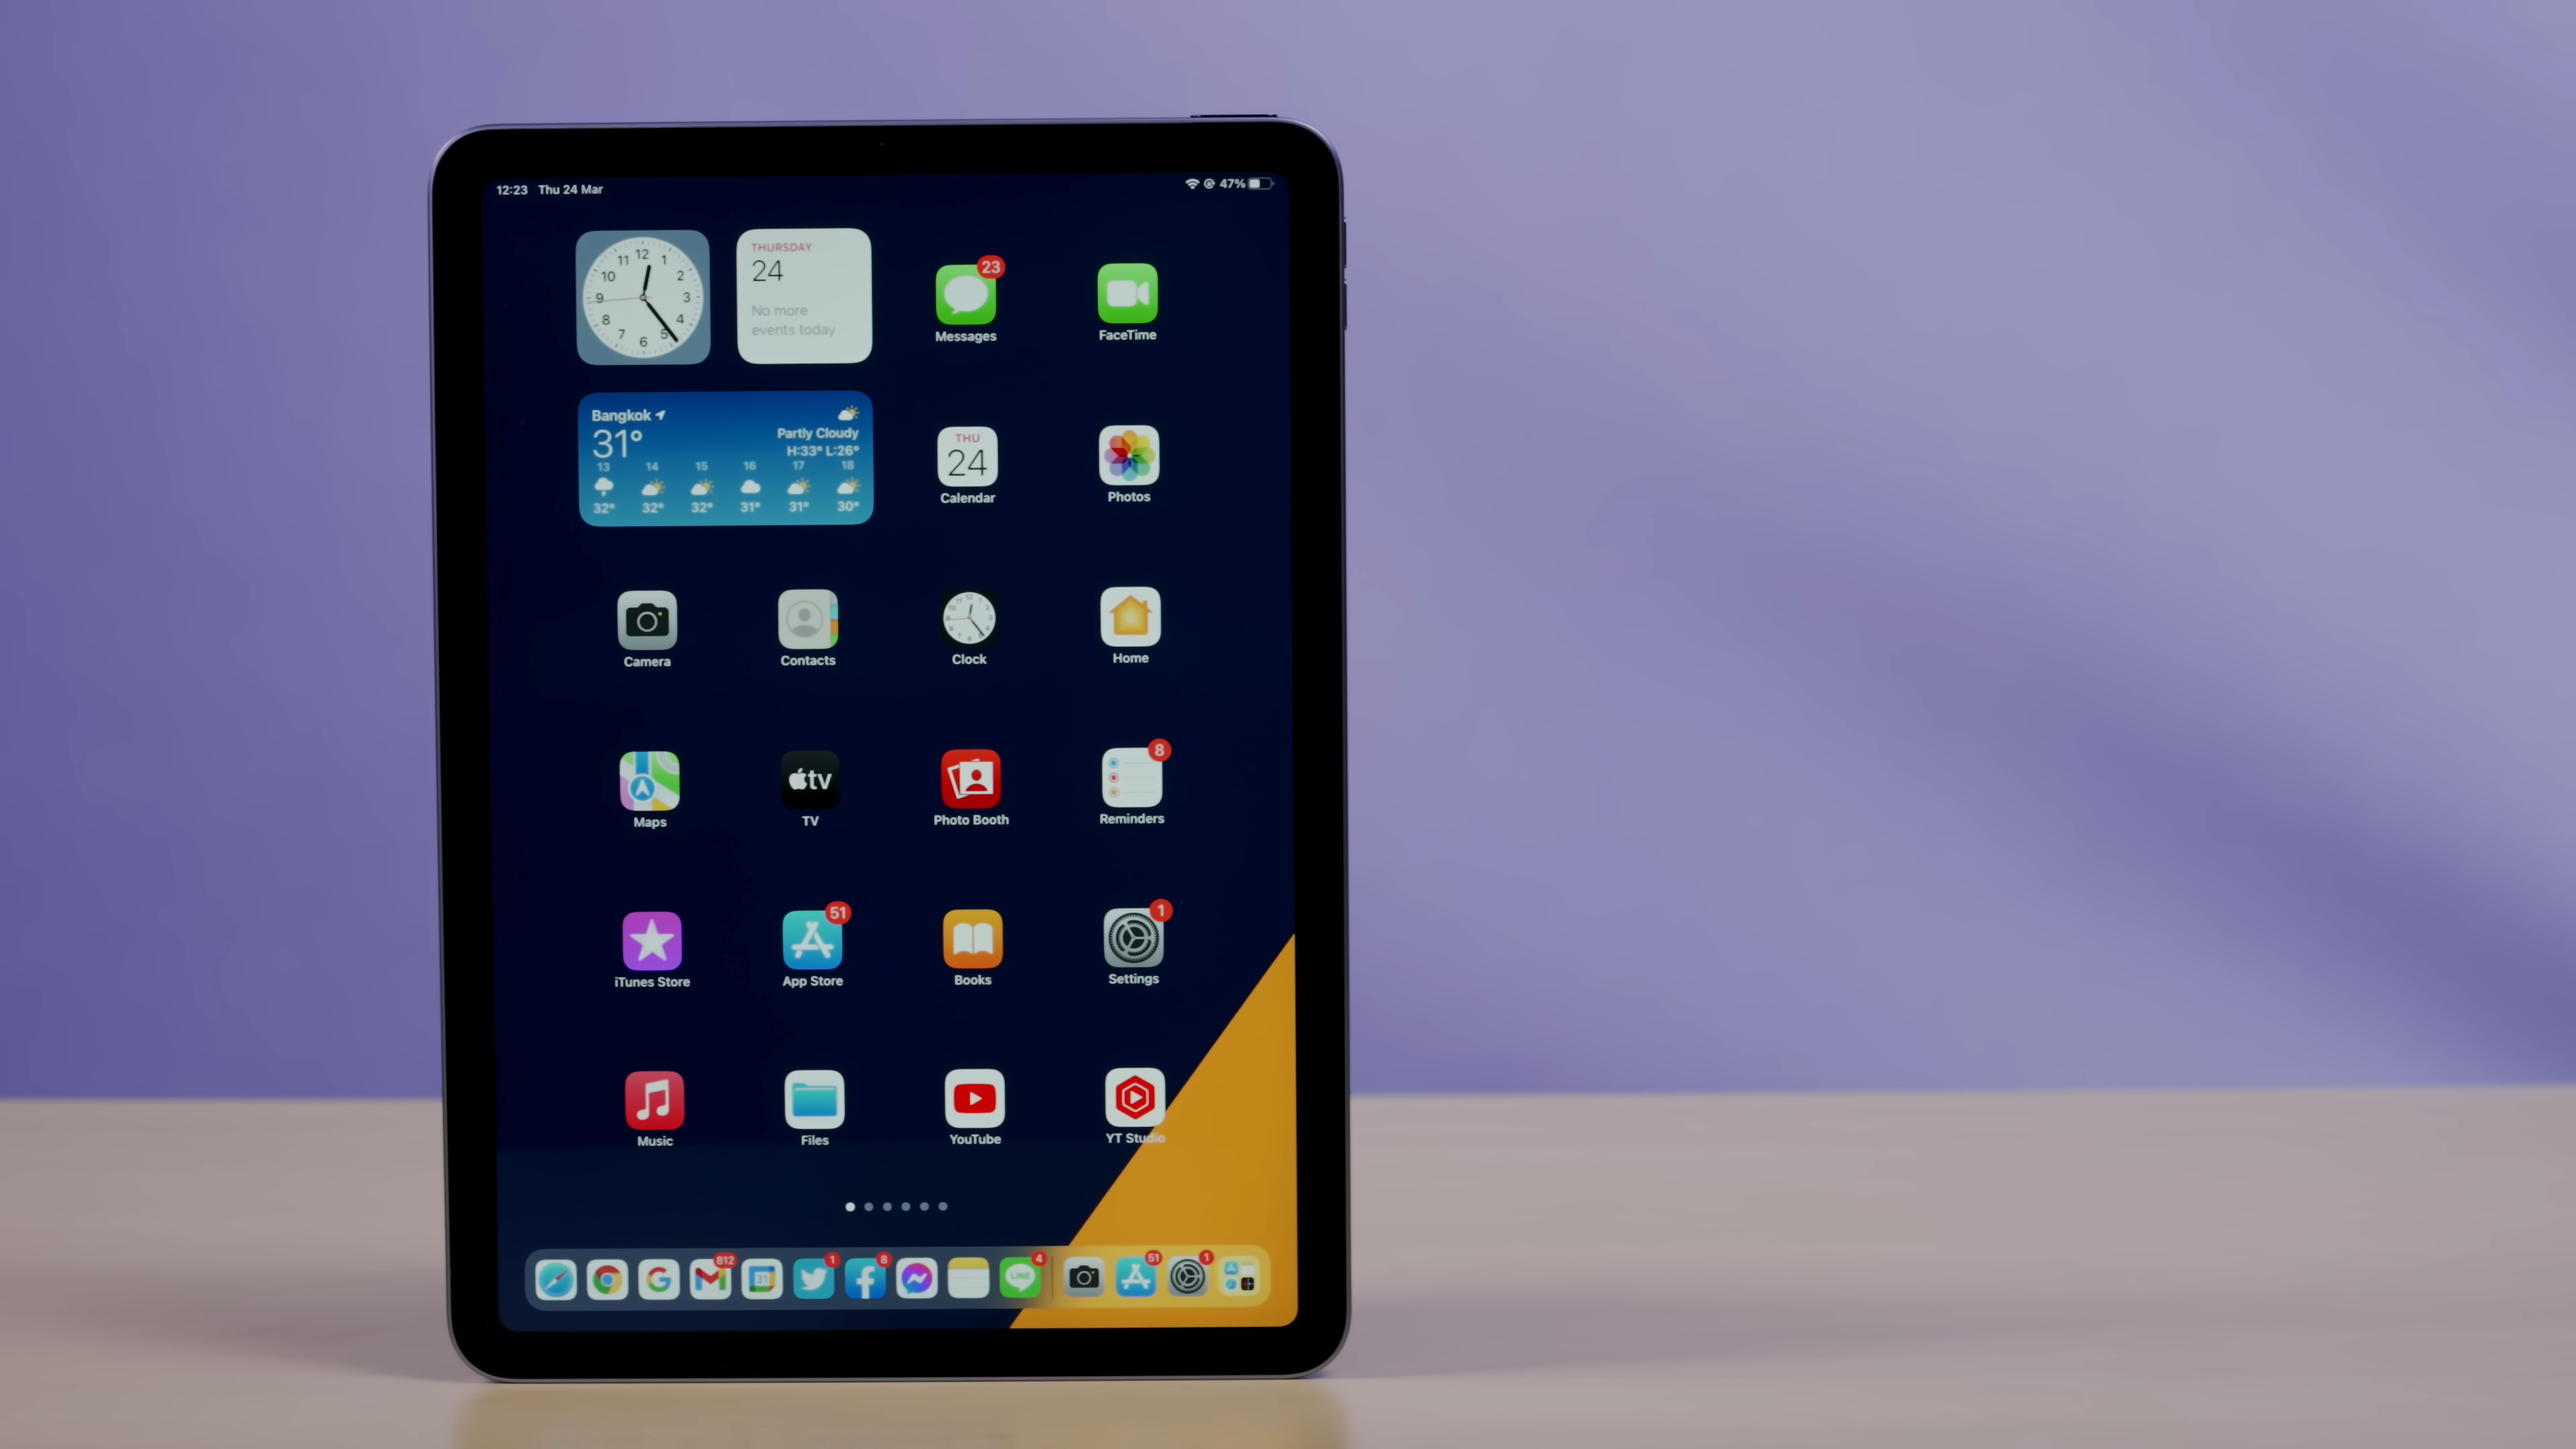 12:23 Thu 24 Mar
47%
12
11 1
10 2
9 3
8 4
7 5
6
THURSDAY
24
No more
events today
23
Messages
FaceTime
Bangkok
31°
Partly Cloudy
H:33° L:26°
13 14 15 16 17 18
32° 32° 32° 31° 31° 30°
THU
24
Calendar
Photos
Camera
Contacts
Clock
Home
8
tv
Maps
TV
Photo Booth
Reminders
51
1
iTunes Store
App Store
Books
Settings
Music
Files
YouTube
YT Studio
812
1
8
4
51
1
G
31
LINE